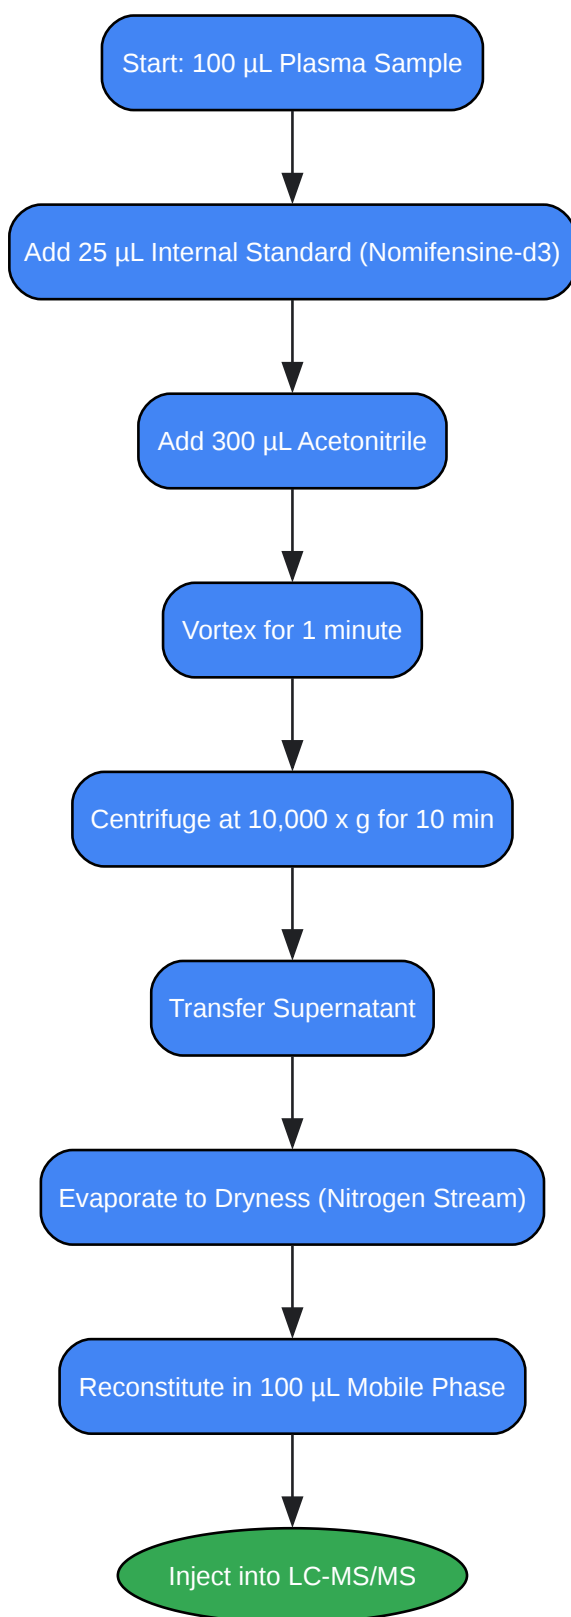 Start: 100 µL Plasma Sample
Add 25 µL Internal Standard (Nomifensine-d3)
Add 300 µL Acetonitrile
Vortex for 1 minute
Centrifuge at 10,000 x g for 10 min
Transfer Supernatant
Evaporate to Dryness (Nitrogen Stream)
Reconstitute in 100 µL Mobile Phase
Inject into LC-MS/MS